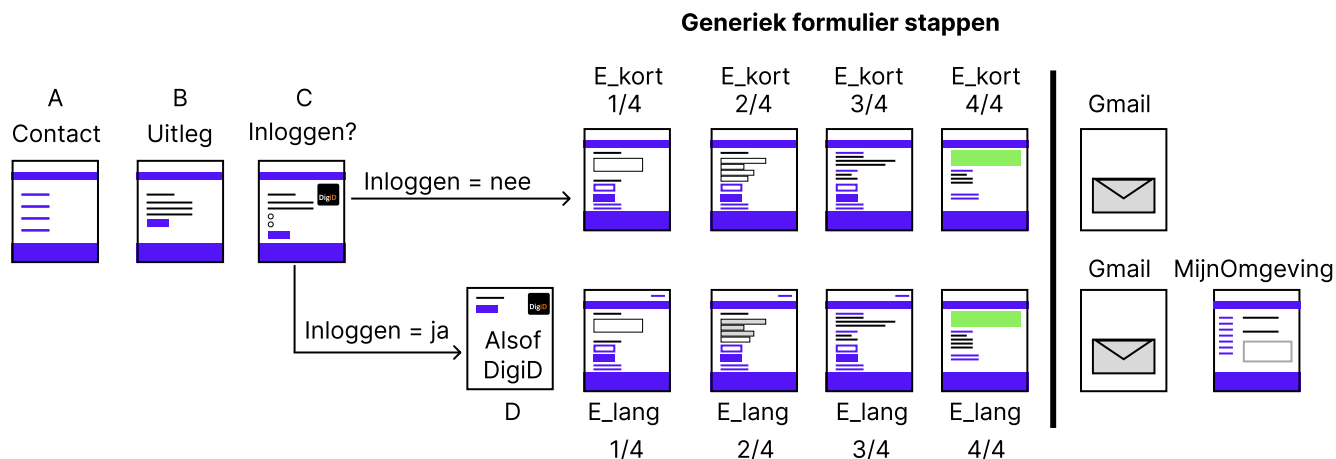 Generiek formulier stappen
A
Contact
B
Uitleg
C
Inloggen?
DigiD
Inloggen = nee
E_kort
1/4
E_kort
2/4
E_kort
3/4
E_kort
4/4
Gmail
Inloggen = ja
DigiD
Alsof
DigiD
D
E_lang
1/4
E_lang
2/4
E_lang
3/4
E_lang
4/4
Gmail
MijnOmgeving